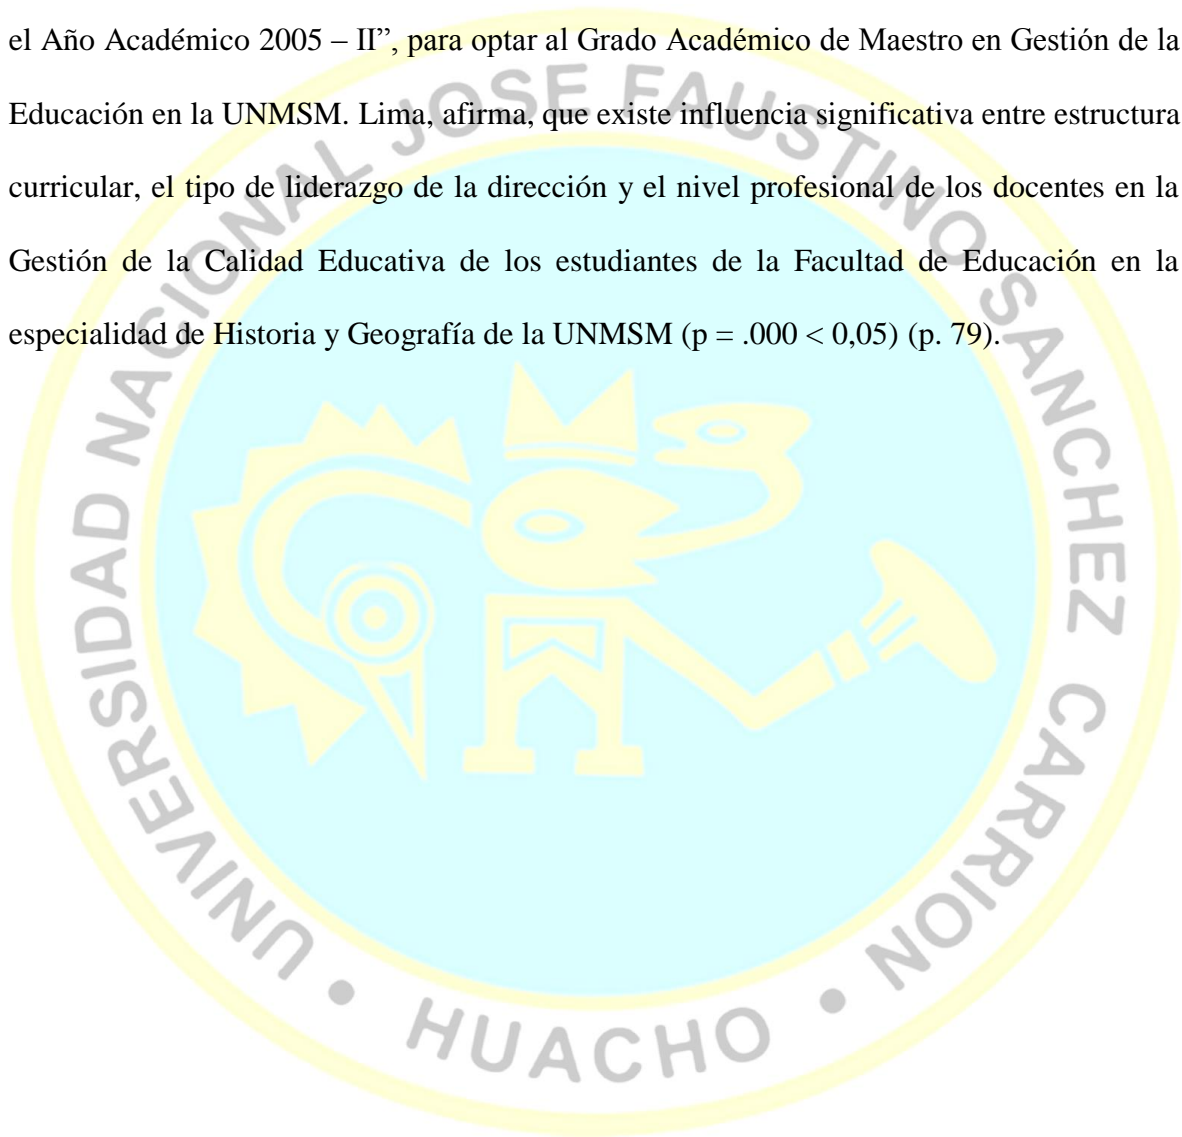 el Año Académico 2005 – II”, para optar al Grado Académico de Maestro en Gestión de la
Educación en la UNMSM. Lima, afirma, que existe influencia significativa entre estructura
curricular, el tipo de liderazgo de la dirección y el nivel profesional de los docentes en la
Gestión de la Calidad Educativa de los estudiantes de la Facultad de Educación en la
especialidad de Historia y Geografía de la UNMSM (p = .000 < 0,05) (p. 79).
UNIVERSIDAD NACIONAL JOSE FAUSTINO SANCHEZ CARRION • HUACHO •